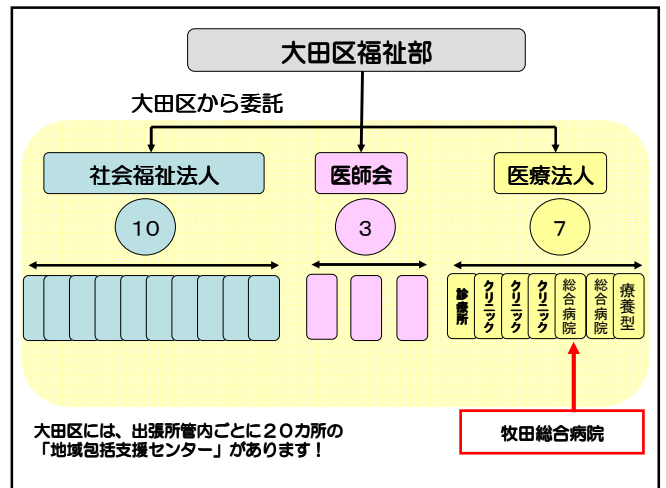 大田区福祉部
大田区から委託
社会福祉法人
医師会
医療法人
10
3
7
診療所
クリニック
クリニック
クリニック
総合病院
総合病院
療養型
大田区には、出張所管内ごとに20カ所の
「地域包括支援センター」があります！
牧田総合病院